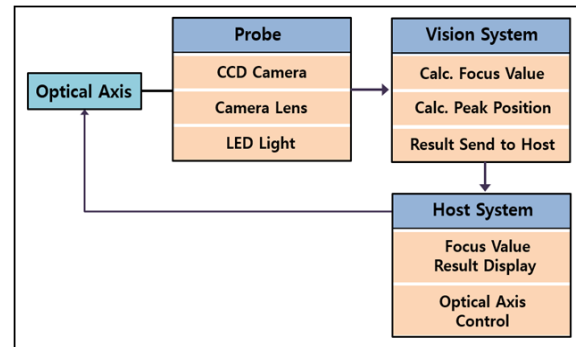 Optical Axis
Probe
CCD Camera
Camera Lens
LED Light
Vision System
Calc. Focus Value
Calc. Peak Position
Result Send to Host
Host System
Focus Value
Result Display
Optical Axis
Control